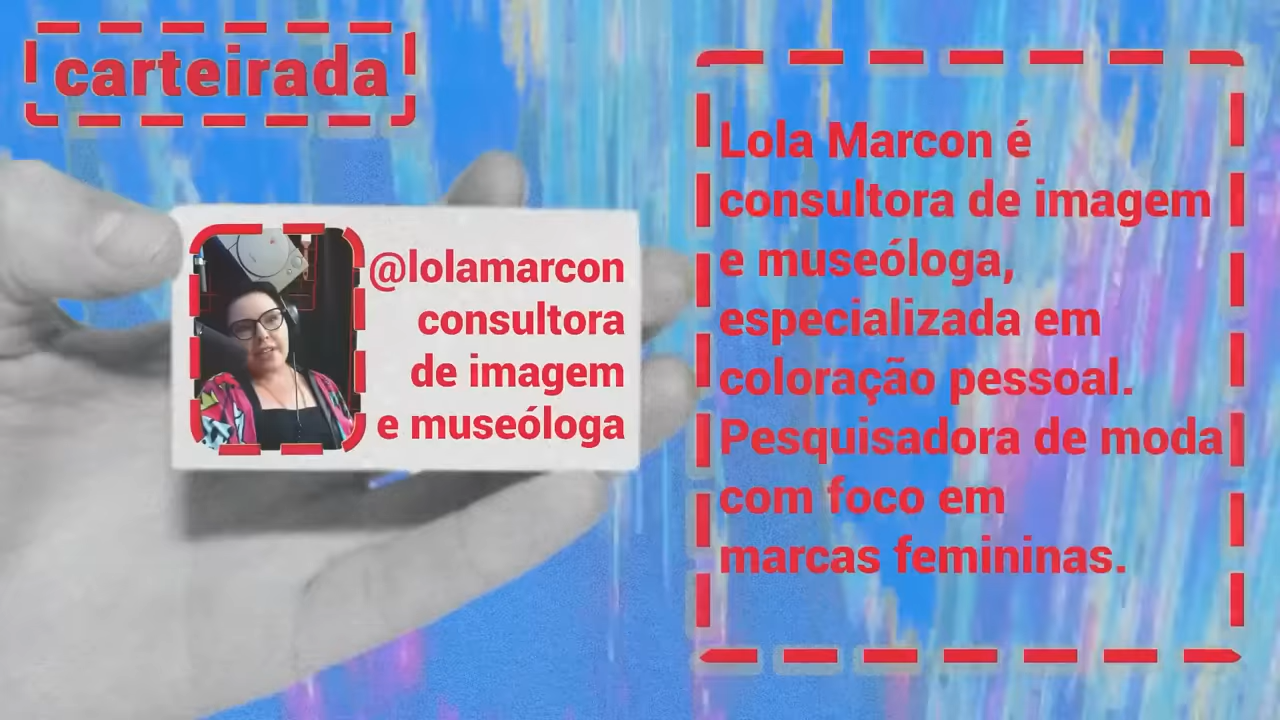 carteirada
@lolamarcon
consultora
de imagem
e museóloga
Lola Marcon é
consultora de imagem
e museóloga,
especializada em
coloração pessoal.
Pesquisadora de moda
com foco em
marcas femininas.